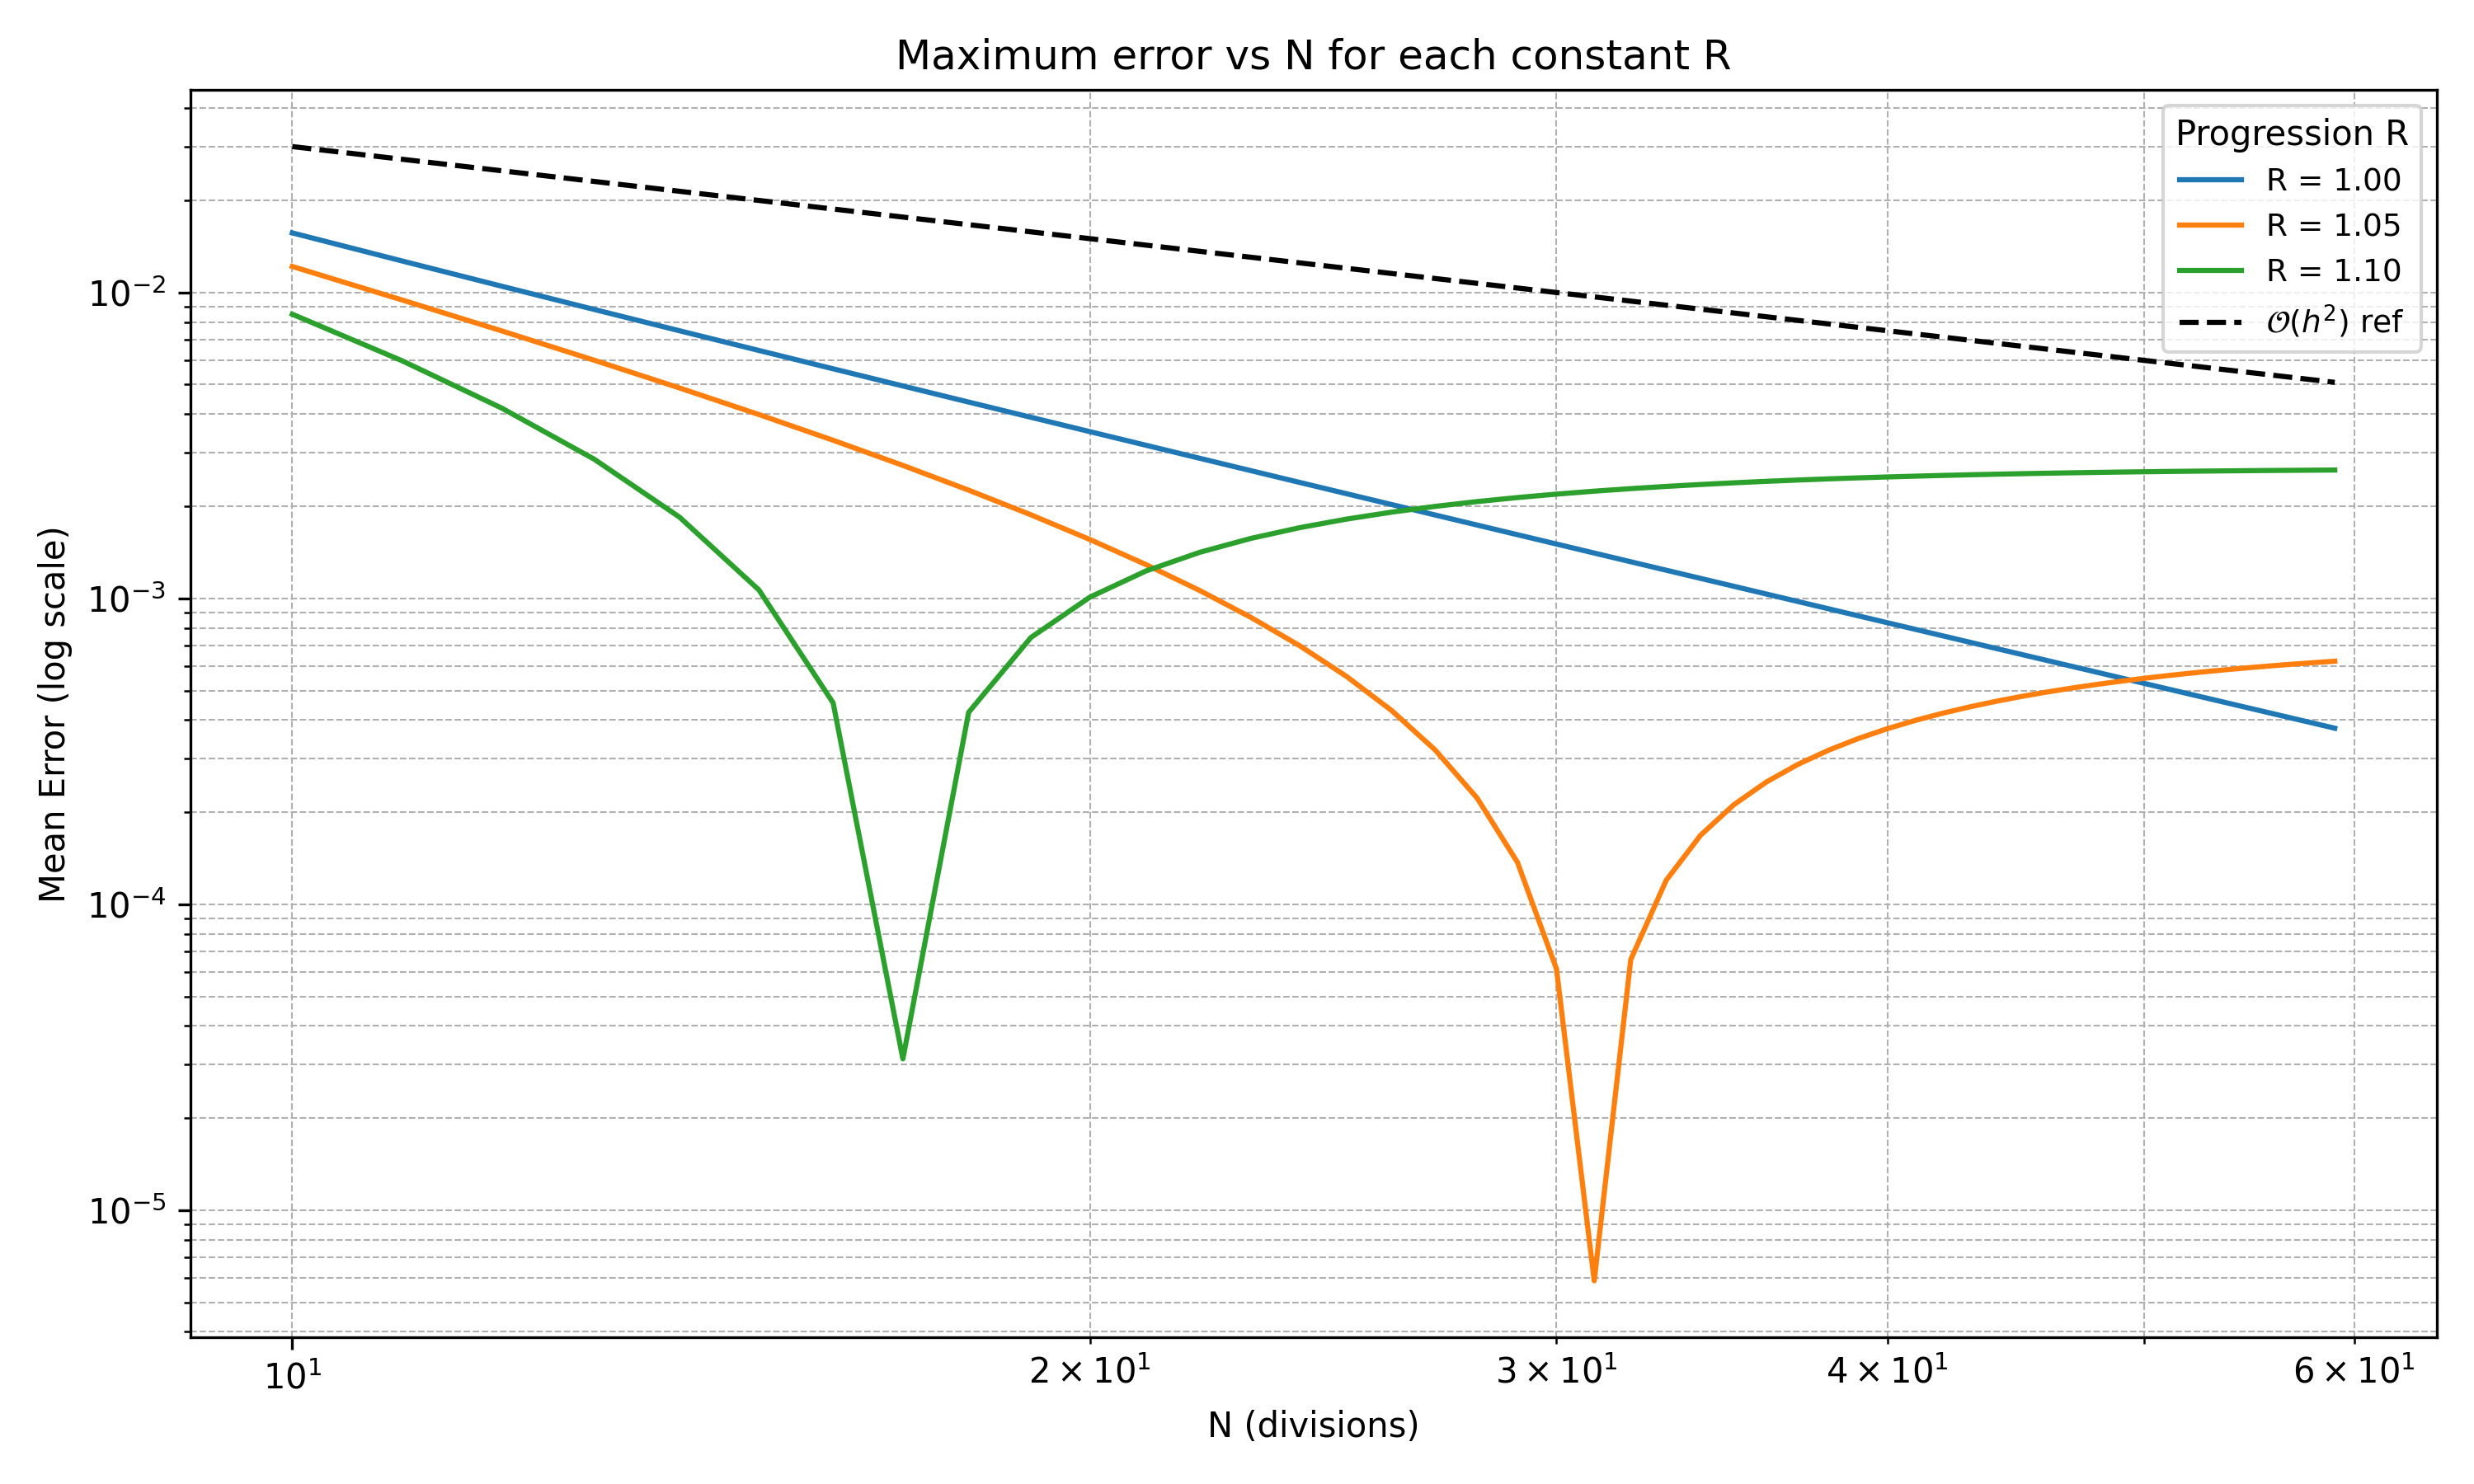 Maximum error vs N for each constant R
Progression R
R = 1.00
R = 1.05
R = 1.10
𝒪(h²) ref
Mean Error (log scale)
10⁻²
10⁻³
10⁻⁴
10⁻⁵
10¹
2 × 10¹
3 × 10¹
4 × 10¹
6 × 10¹
N (divisions)